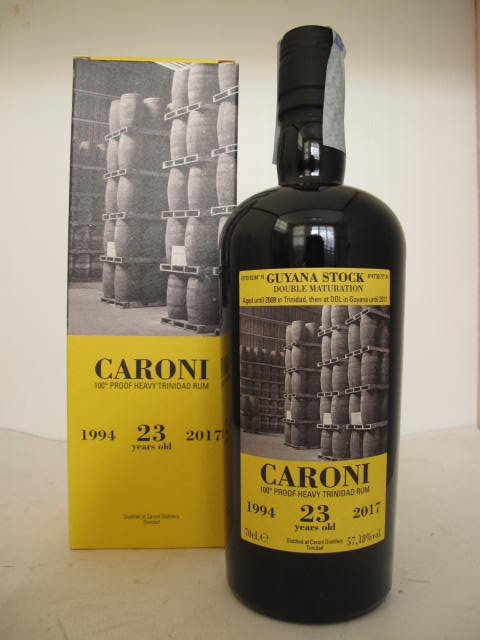 CARONI
100° PROOF HEAVY TRINIDAD RUM
1994 23 2017
years old
Distilled at Caroni Distillery
Trinidad
GUYANA STOCK
DOUBLE MATURATION
Aged until 2008 in Trinidad, then at DDL in Guyana until 2017
CARONI
100° PROOF HEAVY TRINIDAD RUM
1994 23 2017
years old
70cl.℮ Distilled at Caroni Distillery 57,18%vol.
Trinidad